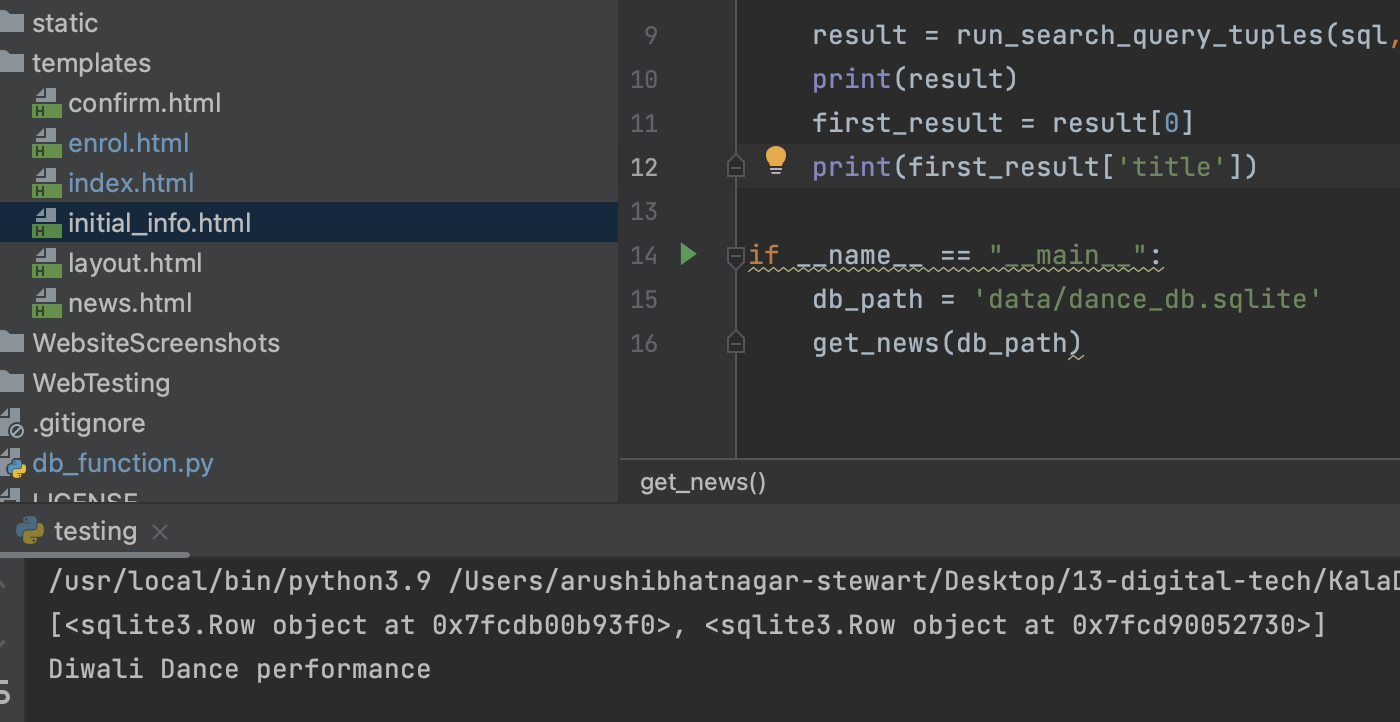 static
templates
confirm.html
enrol.html
index.html
initial_info.html
layout.html
news.html
WebsiteScreenshots
WebTesting
.gitignore
db_function.py
LICENSE
9 result = run_search_query_tuples(sql,
10 print(result)
11 first_result = result[0]
12 print(first_result['title'])
13
14 if __name__ == "__main__":
15 db_path = 'data/dance_db.sqlite'
16 get_news(db_path)
get_news()
testing
/usr/local/bin/python3.9 /Users/arushibhatnagar-stewart/Desktop/13-digital-tech/KalaD
[<sqlite3.Row object at 0x7fcdb00b93f0>, <sqlite3.Row object at 0x7fcd90052730>]
Diwali Dance performance